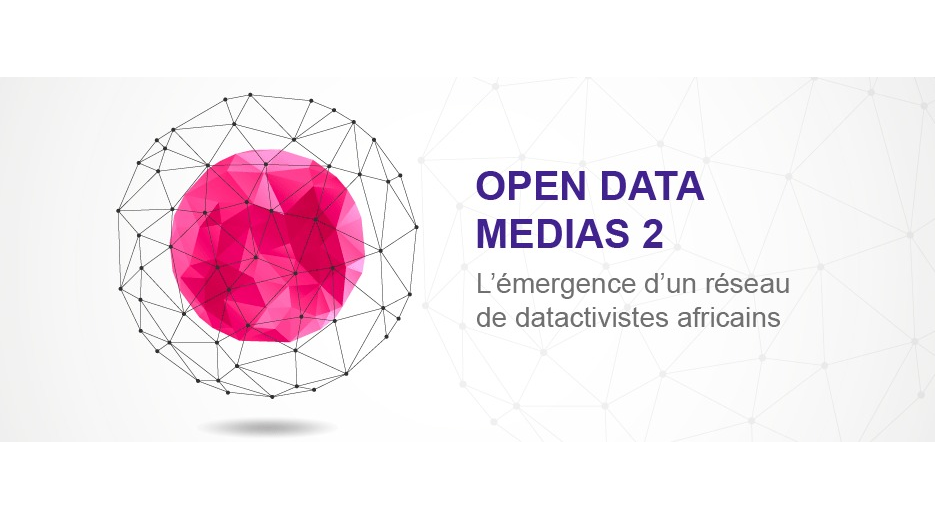 OPEN DATA
MEDIAS 2
L’émergence d’un réseau
de datactivistes africains